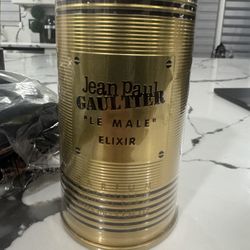 Jean Paul
GAULTIER
"LE MALE"
ELIXIR